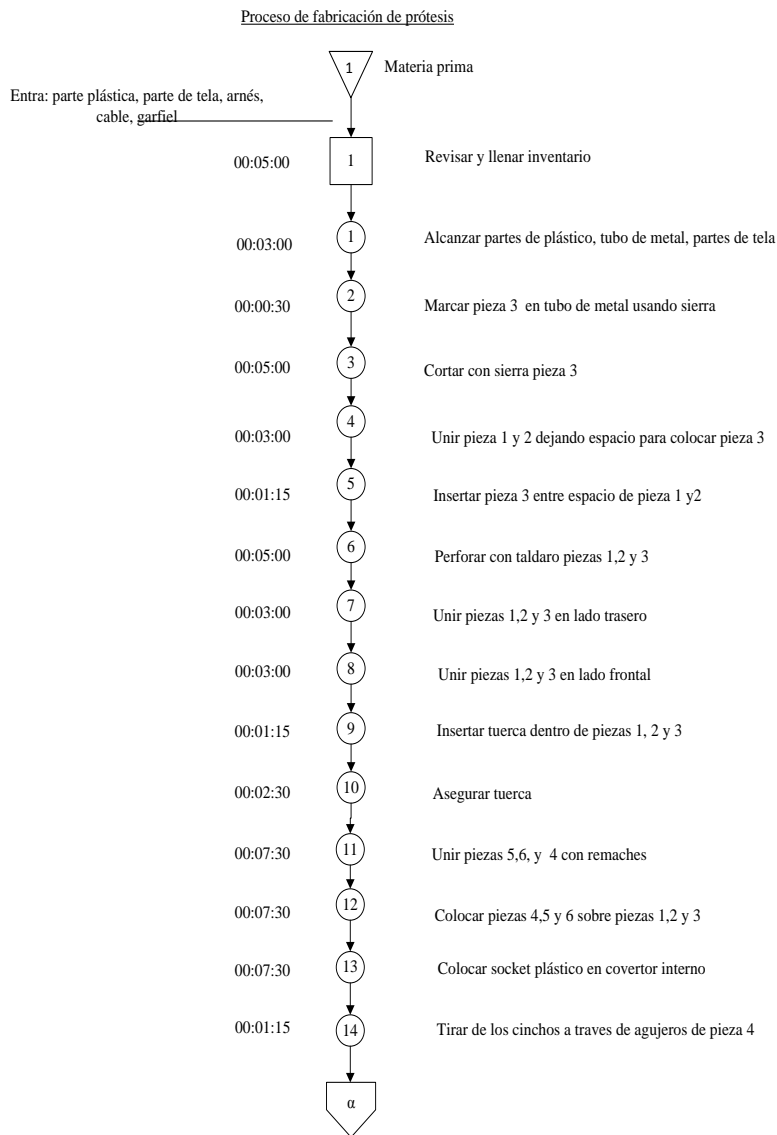 Proceso de fabricación de prótesis
1
Materia prima
Entra: parte plástica, parte de tela, arnés,
cable, garfiel
00:05:00
1
Revisar y llenar inventario
00:03:00
1
Alcanzar partes de plástico, tubo de metal, partes de tela
00:00:30
2
Marcar pieza 3 en tubo de metal usando sierra
00:05:00
3
Cortar con sierra pieza 3
00:03:00
4
Unir pieza 1 y 2 dejando espacio para colocar pieza 3
00:01:15
5
Insertar pieza 3 entre espacio de pieza 1 y2
00:05:00
6
Perforar con taldaro piezas 1,2 y 3
00:03:00
7
Unir piezas 1,2 y 3 en lado trasero
00:03:00
8
Unir piezas 1,2 y 3 en lado frontal
00:01:15
9
Insertar tuerca dentro de piezas 1, 2 y 3
00:02:30
10
Asegurar tuerca
00:07:30
11
Unir piezas 5,6, y 4 con remaches
00:07:30
12
Colocar piezas 4,5 y 6 sobre piezas 1,2 y 3
00:07:30
13
Colocar socket plástico en covertor interno
00:01:15
14
Tirar de los cinchos a traves de agujeros de pieza 4
α